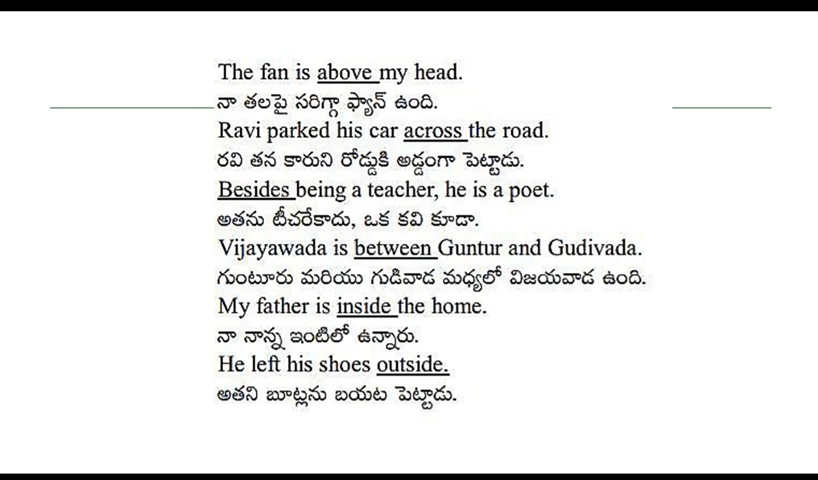 The fan is above my head.
నా తలపై సరిగ్గా ఫ్యాన్ ఉంది.
Ravi parked his car across the road.
రవి తన కారుని రోడ్డుకి అడ్డంగా పెట్టాడు.
Besides being a teacher, he is a poet.
అతను టీచరేకాదు, ఒక కవి కూడా.
Vijayawada is between Guntur and Gudivada.
గుంటూరు మరియు గుడివాడ మధ్యలో విజయవాడ ఉంది.
My father is inside the home.
నా నాన్న ఇంటిలో ఉన్నారు.
He left his shoes outside.
అతని బూట్లను బయట పెట్టాడు.